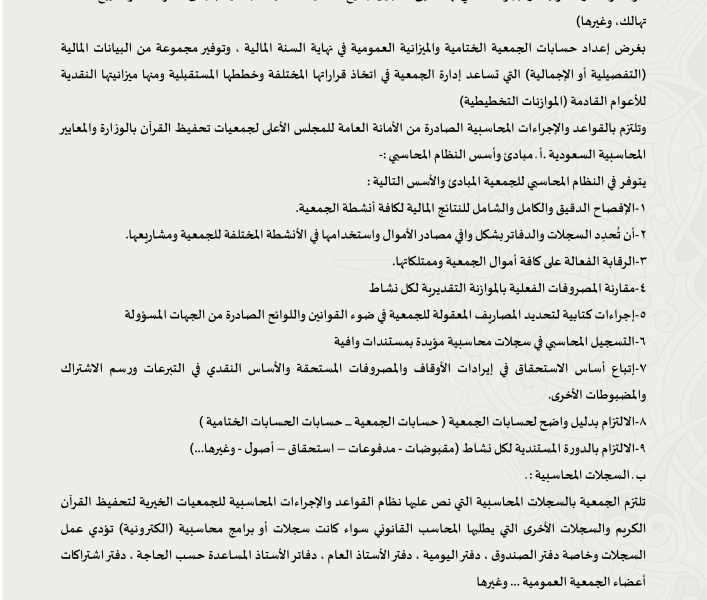 تهالك، وغيرها)
بغرض إعداد حسابات الجمعية الختامية والميزانية العمومية في نهاية السنة المالية ، وتوفير مجموعة من البيانات المالية
(التفصيلية أو الإجمالية) التي تساعد إدارة الجمعية في اتخاذ قراراتها المختلفة وخططها المستقبلية ومنها ميزانيتها النقدية
للأعوام القادمة (الموازنات التخطيطية)
وتلتزم بالقواعد والإجراءات المحاسبية الصادرة من الأمانة العامة للمجلس الأعلى لجمعيات تحفيظ القرآن بالوزارة والمعايير
المحاسبية السعودية .أ. مبادئ وأسس النظام المحاسبي :-
يتوفر في النظام المحاسبي للجمعية المبادئ والأسس التالية :
١-الإفصاح الدقيق والكامل والشامل للنتائج المالية لكافة أنشطة الجمعية.
٢-أن تُحدِد السجلات والدفاتر بشكل وافي مصادر الأموال واستخدامها في الأنشطة المختلفة للجمعية ومشاريعها.
٣-الرقابة الفعالة على كافة أموال الجمعية وممتلكاتها.
٤-مقارنة المصروفات الفعلية بالموازنة التقديرية لكل نشاط
٥-إجراءات كتابية لتحديد المصاريف المعقولة للجمعية في ضوء القوانين واللوائح الصادرة من الجهات المسؤولة
٦-التسجيل المحاسبي في سجلات محاسبية مؤيدة بمستندات وافية
٧-إتباع أساس الاستحقاق في إيرادات الأوقاف والمصروفات المستحقة والأساس النقدي في التبرعات ورسم الاشتراك
والمضبوطات الأخرى.
٨-الالتزام بدليل واضح لحسابات الجمعية ( حسابات الجمعية – حسابات الحسابات الختامية )
٩-الالتزام بالدورة المستندية لكل نشاط (مقبوضات - مدفوعات – استحقاق – أصول - وغيرها...)
ب.السجلات المحاسبية :.
تلتزم الجمعية بالسجلات المحاسبية التي نص عليها نظام القواعد والإجراءات المحاسبية للجمعيات الخيرية لتحفيظ القرآن
الكريم والسجلات الأخرى التي يطلبها المحاسب القانوني سواء كانت سجلات أو برامج محاسبية (الكترونية) تؤدي عمل
السجلات وخاصة دفتر الصندوق ، دفتر اليومية ، دفتر الأستاذ العام ، دفاتر الأستاذ المساعدة حسب الحاجة ، دفتر اشتراكات
أعضاء الجمعية العمومية ... وغيرها